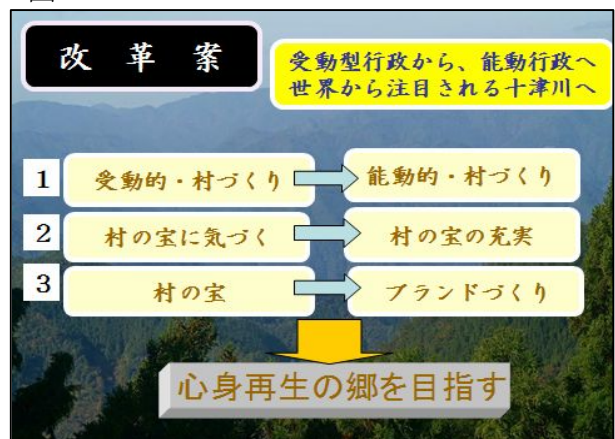 改革案
受動型行政から、能動行政へ
世界から注目される十津川へ
1 受動的・村づくり 能動的・村づくり
2 村の宝に気づく 村の宝の充実
3 村の宝 ブランドづくり
心身再生の郷を目指す